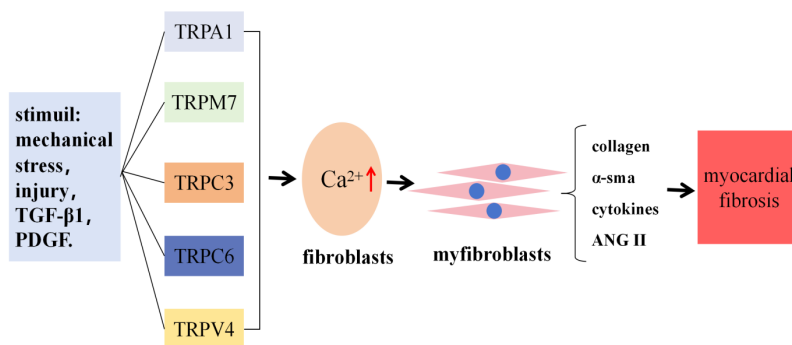 stimuil:
mechanical
stress,
injury,
TGF-β1,
PDGF.
TRPA1
TRPM7
TRPC3
TRPC6
TRPV4
Ca²⁺
fibroblasts
myfibroblasts
collagen
α-sma
cytokines
ANG II
myocardial
fibrosis